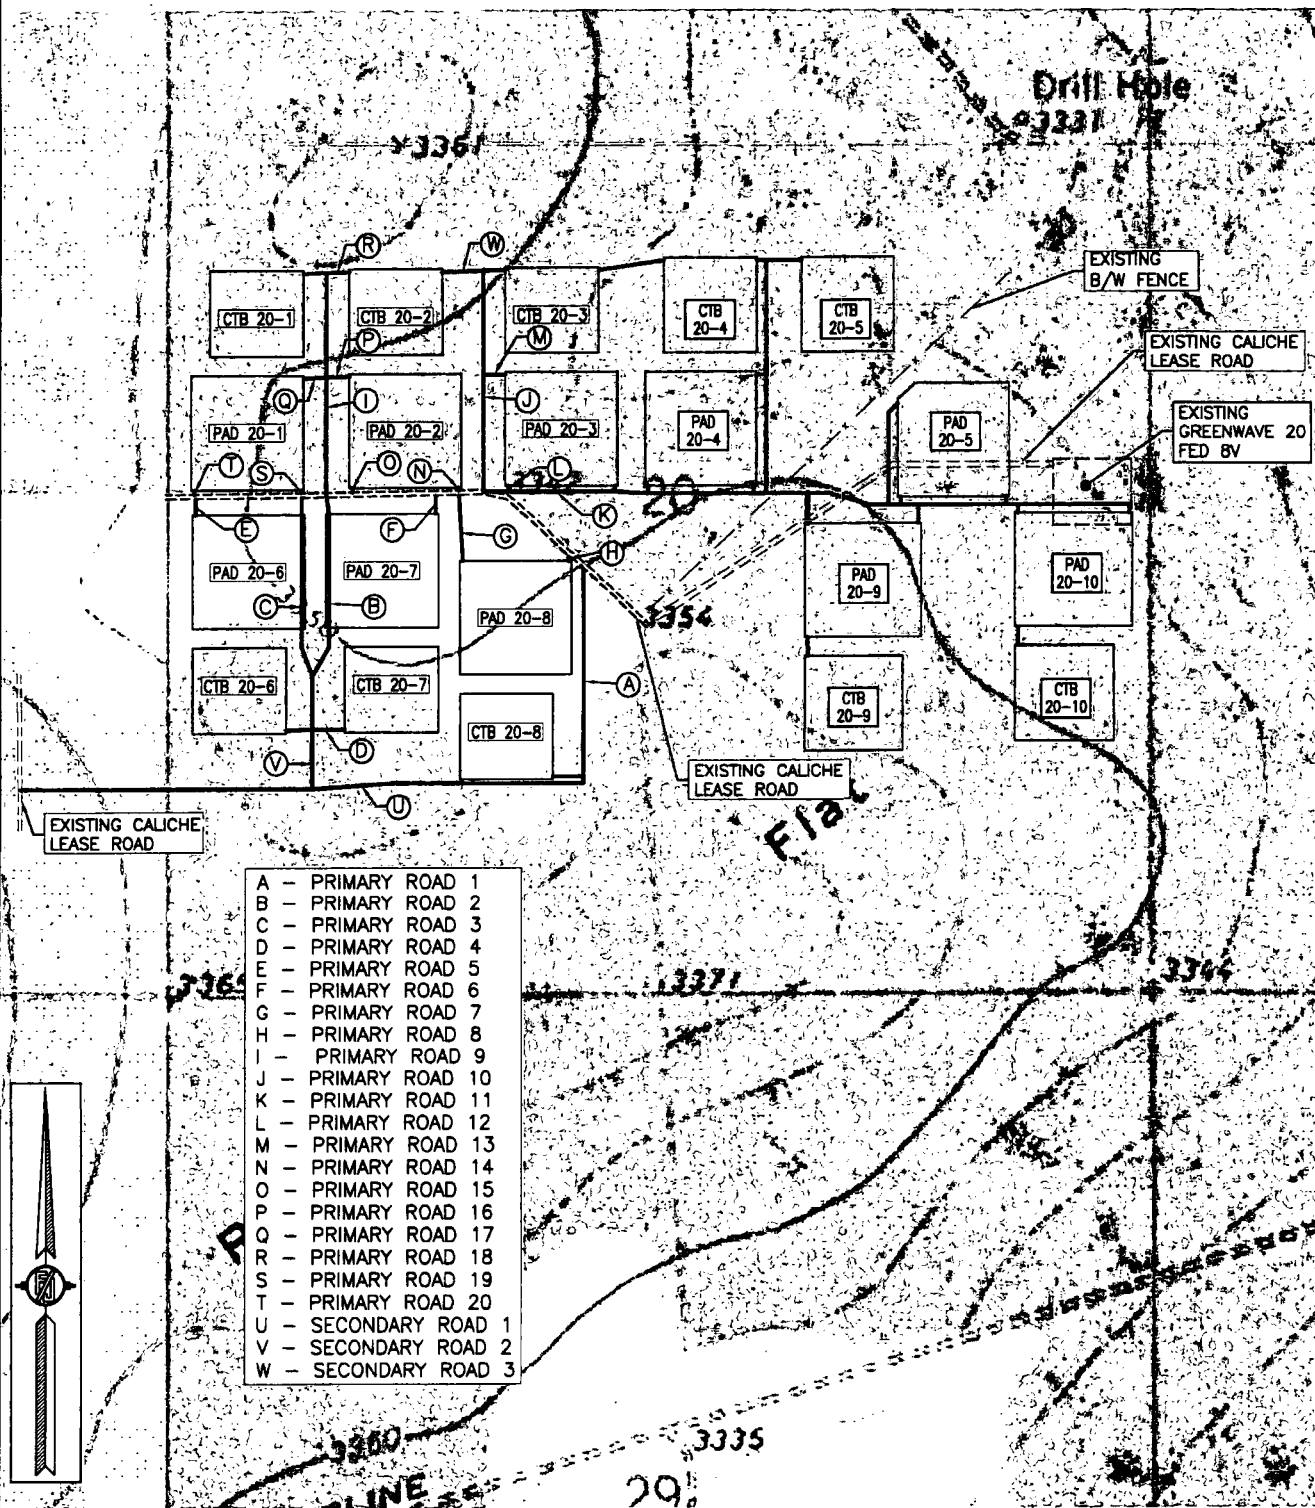 Drill Hole
3331
3361
R
W
EXISTING
B/W FENCE
CTB 20-1
CTB 20-2
CTB 20-3
CTB
20-4
CTB
20-5
P
M
EXISTING CALICHE
LEASE ROAD
Q
I
J
PAD 20-1
PAD 20-2
PAD 20-3
PAD
20-4
PAD
20-5
EXISTING
GREENWAVE 20
FED 8V
T
S
O
N
L
20
K
E
F
G
H
PAD 20-6
PAD 20-7
PAD
20-9
PAD
20-10
C
B
PAD 20-8
3354
CTB 20-6
CTB 20-7
A
CTB
20-9
CTB
20-10
CTB 20-8
D
V
EXISTING CALICHE
LEASE ROAD
U
Flat
EXISTING CALICHE
LEASE ROAD
A – PRIMARY ROAD 1
B – PRIMARY ROAD 2
C – PRIMARY ROAD 3
D – PRIMARY ROAD 4
E – PRIMARY ROAD 5
F – PRIMARY ROAD 6
G – PRIMARY ROAD 7
H – PRIMARY ROAD 8
I – PRIMARY ROAD 9
J – PRIMARY ROAD 10
K – PRIMARY ROAD 11
L – PRIMARY ROAD 12
M – PRIMARY ROAD 13
N – PRIMARY ROAD 14
O – PRIMARY ROAD 15
P – PRIMARY ROAD 16
Q – PRIMARY ROAD 17
R – PRIMARY ROAD 18
S – PRIMARY ROAD 19
T – PRIMARY ROAD 20
U – SECONDARY ROAD 1
V – SECONDARY ROAD 2
W – SECONDARY ROAD 3
3371
3344
3360
3335
29